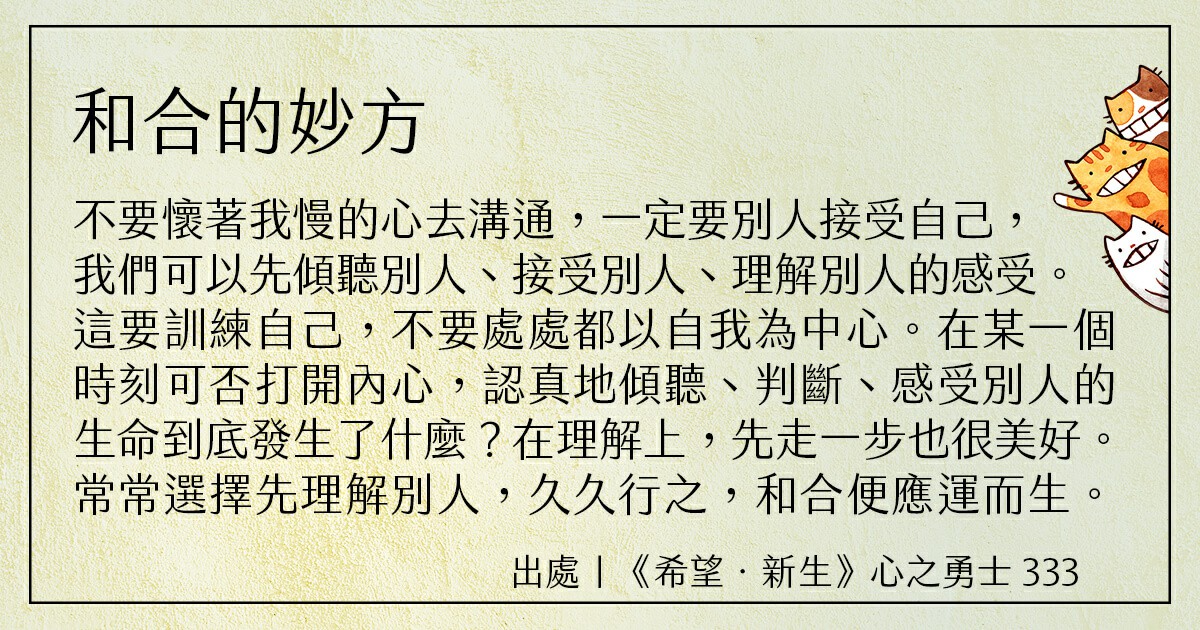 和合的妙方
不要懷著我慢的心去溝通，一定要別人接受自己，
我們可以先傾聽別人、接受別人、理解別人的感受。
這要訓練自己，不要處處都以自我為中心。在某一個
時刻可否打開內心，認真地傾聽、判斷、感受別人的
生命到底發生了什麼？在理解上，先走一步也很美好。
常常選擇先理解別人，久久行之，和合便應運而生。
出處｜《希望．新生》心之勇士 333